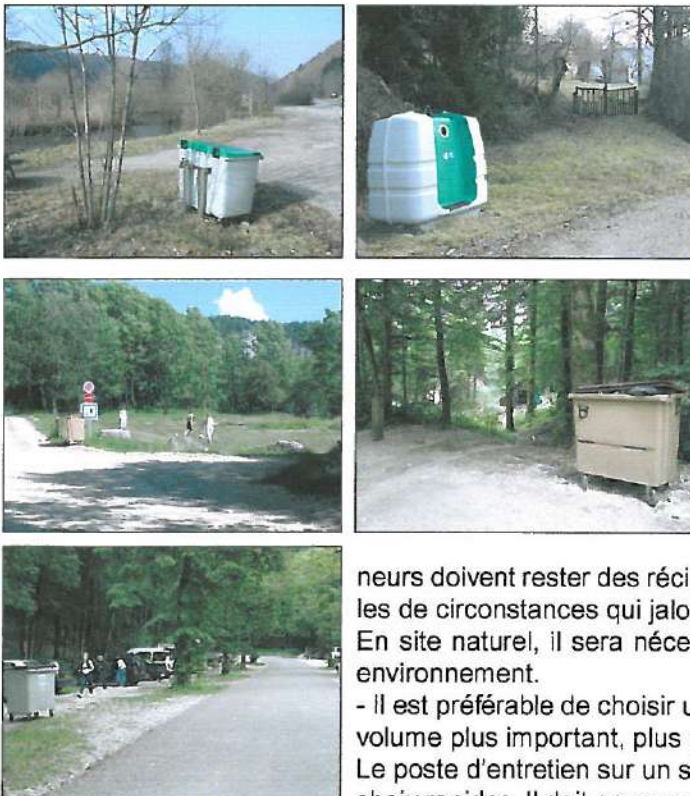 neurs doivent rester des réci
les de circonstances qui jalo
En site naturel, il sera néce
environnement.
- Il est préférable de choisir u
volume plus important, plus
Le poste d'entretien sur un s